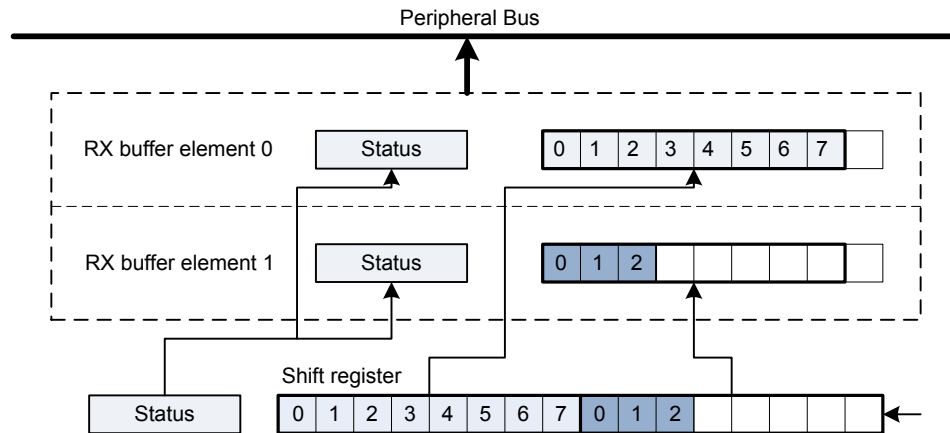 Peripheral Bus
RX buffer element 0 Status 0 1 2 3 4 5 6 7
RX buffer element 1 Status 0 1 2
Shift register
Status 0 1 2 3 4 5 6 7 0 1 2